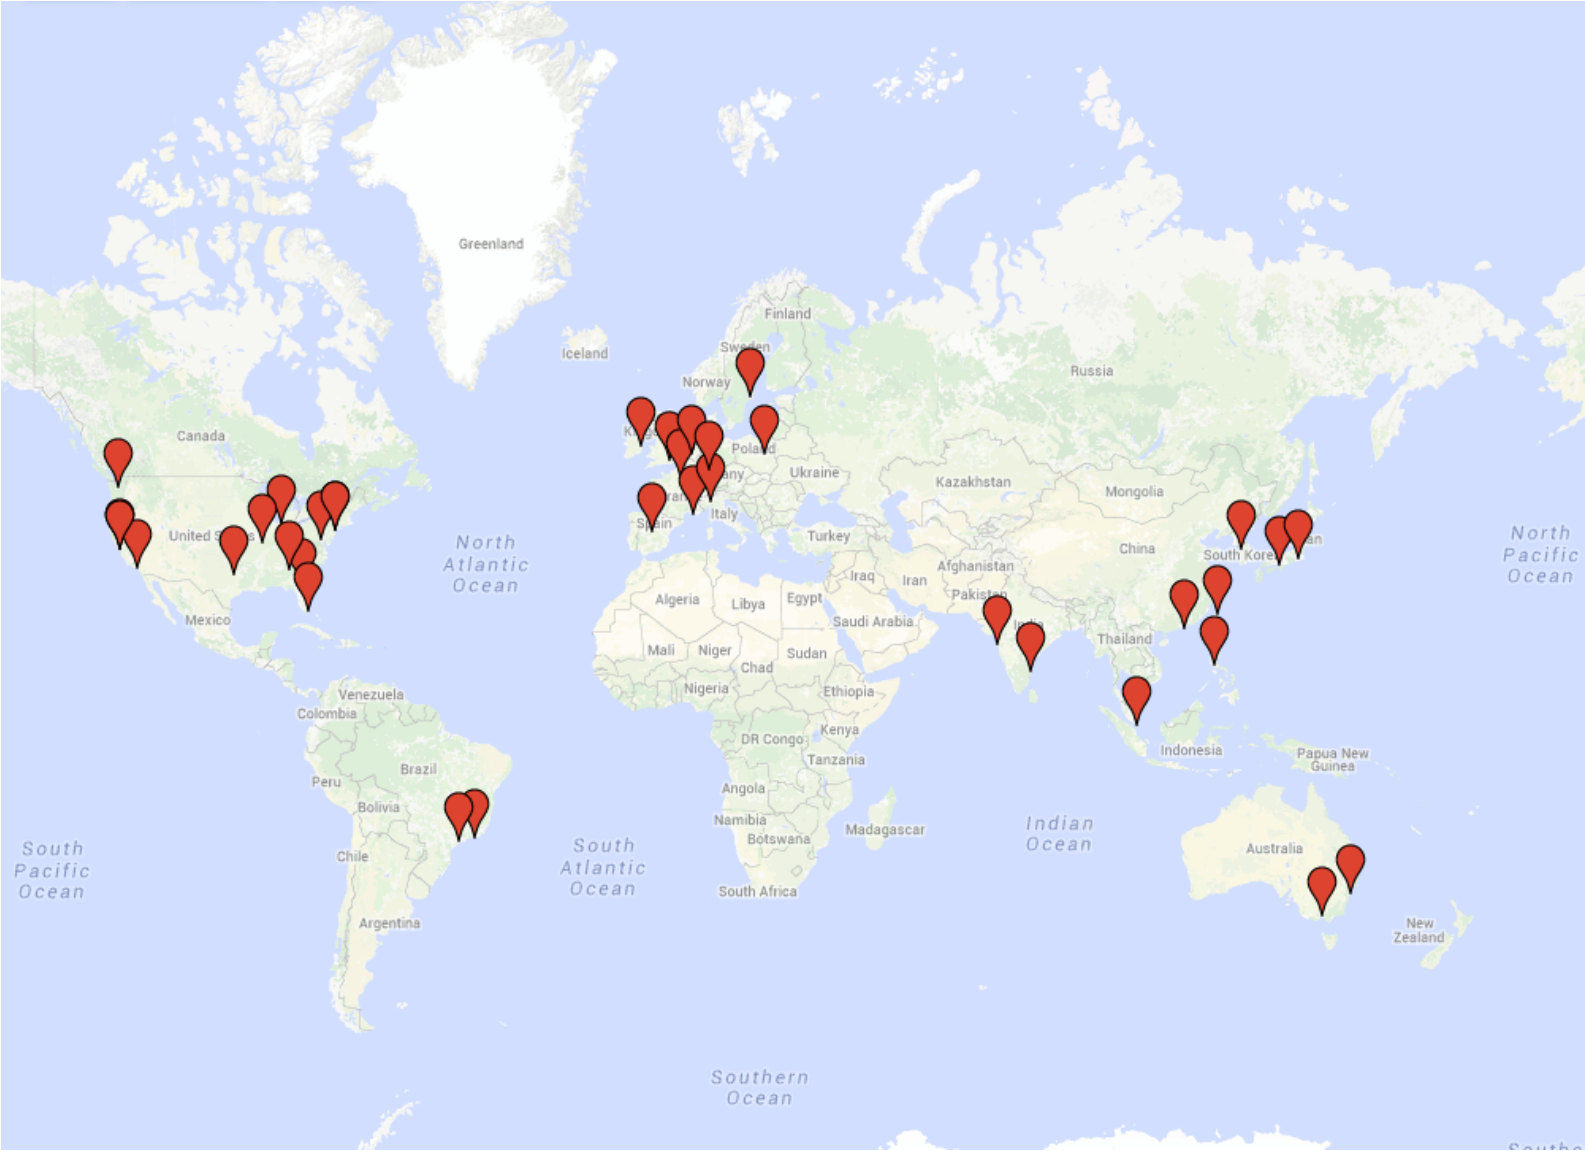 Greenland
Finland
Iceland
Sweden
Norway
Russia
Canada
Poland
Ukraine
Kazakhstan
Mongolia
Italy
Spain
Turkey
North
Atlantic
Ocean
North
Pacific
Ocean
China
South Korea
Afghanistan
Iraq
Iran
Pakistan
Algeria
Libya
Egypt
Saudi Arabia
India
Mexico
Thailand
Mali
Niger
Sudan
Chad
Venezuela
Nigeria
Ethiopia
Colombia
DR Congo
Kenya
Indonesia
Papua New
Guinea
Tanzania
Brazil
Peru
Angola
Bolivia
Namibia
Madagascar
Botswana
Indian
Ocean
South
Pacific
Ocean
South
Atlantic
Ocean
Chile
Australia
South Africa
Argentina
New
Zealand
Southern
Ocean